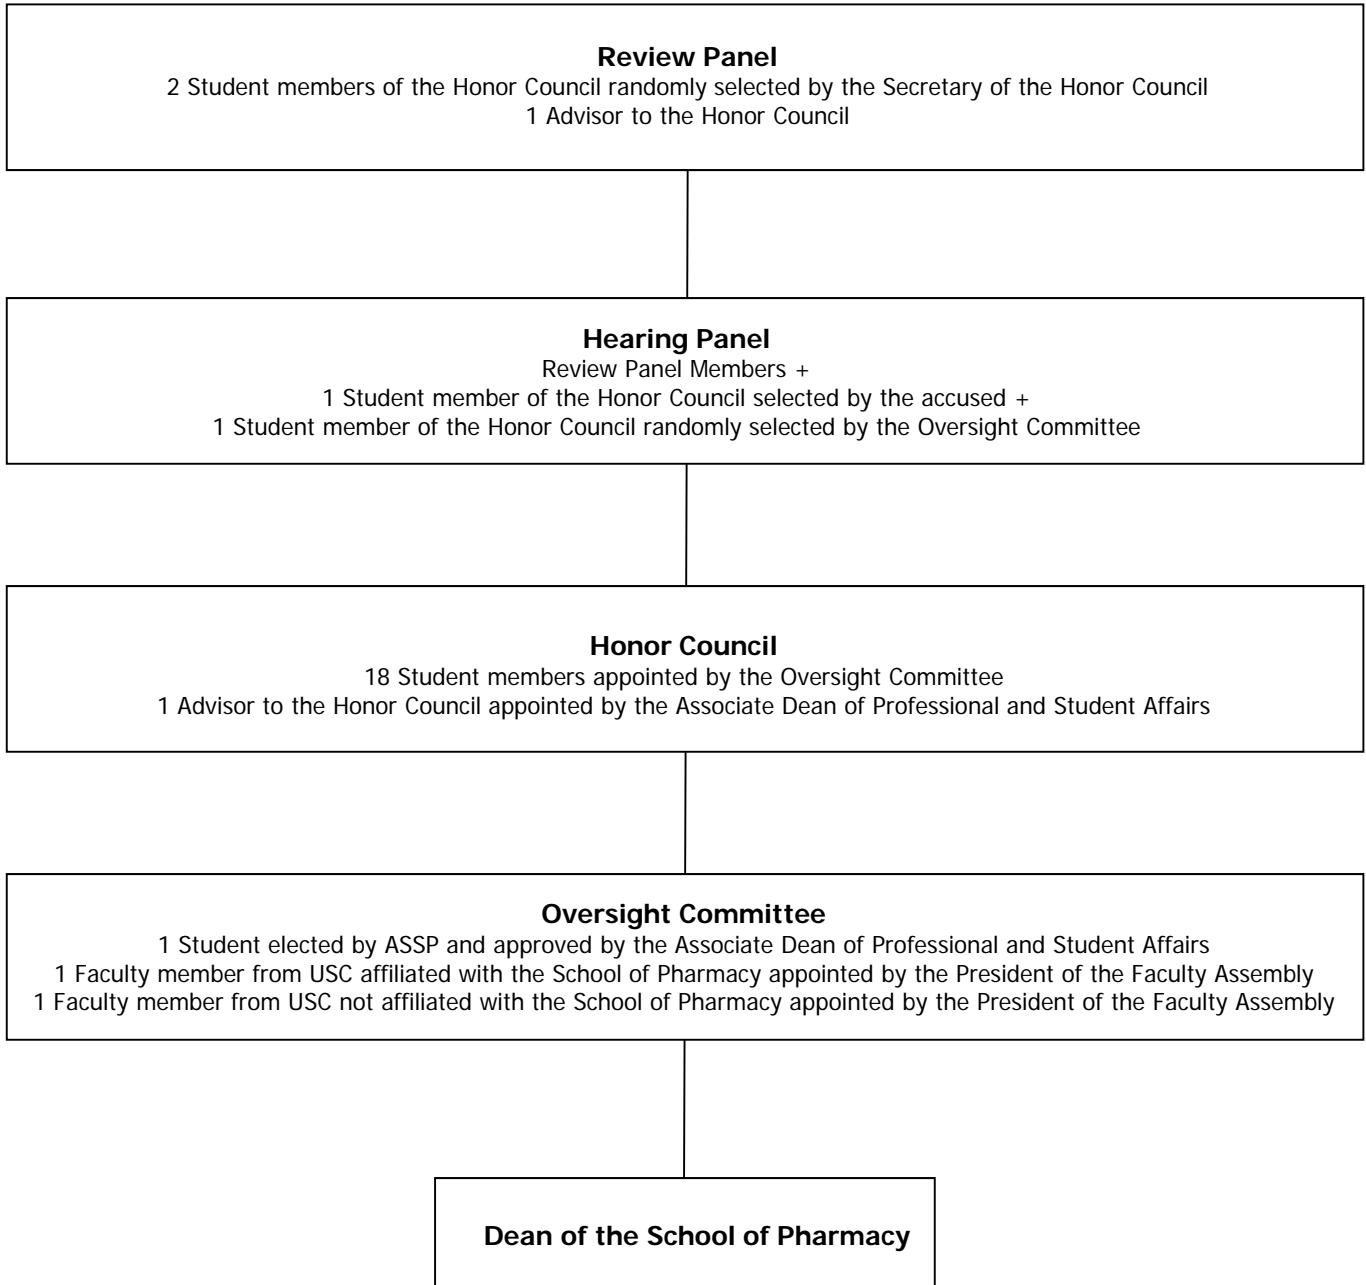 Review Panel
2 Student members of the Honor Council randomly selected by the Secretary of the Honor Council
1 Advisor to the Honor Council
Hearing Panel
Review Panel Members +
1 Student member of the Honor Council selected by the accused +
1 Student member of the Honor Council randomly selected by the Oversight Committee
Honor Council
18 Student members appointed by the Oversight Committee
1 Advisor to the Honor Council appointed by the Associate Dean of Professional and Student Affairs
Oversight Committee
1 Student elected by ASSP and approved by the Associate Dean of Professional and Student Affairs
1 Faculty member from USC affiliated with the School of Pharmacy appointed by the President of the Faculty Assembly
1 Faculty member from USC not affiliated with the School of Pharmacy appointed by the President of the Faculty Assembly
Dean of the School of Pharmacy